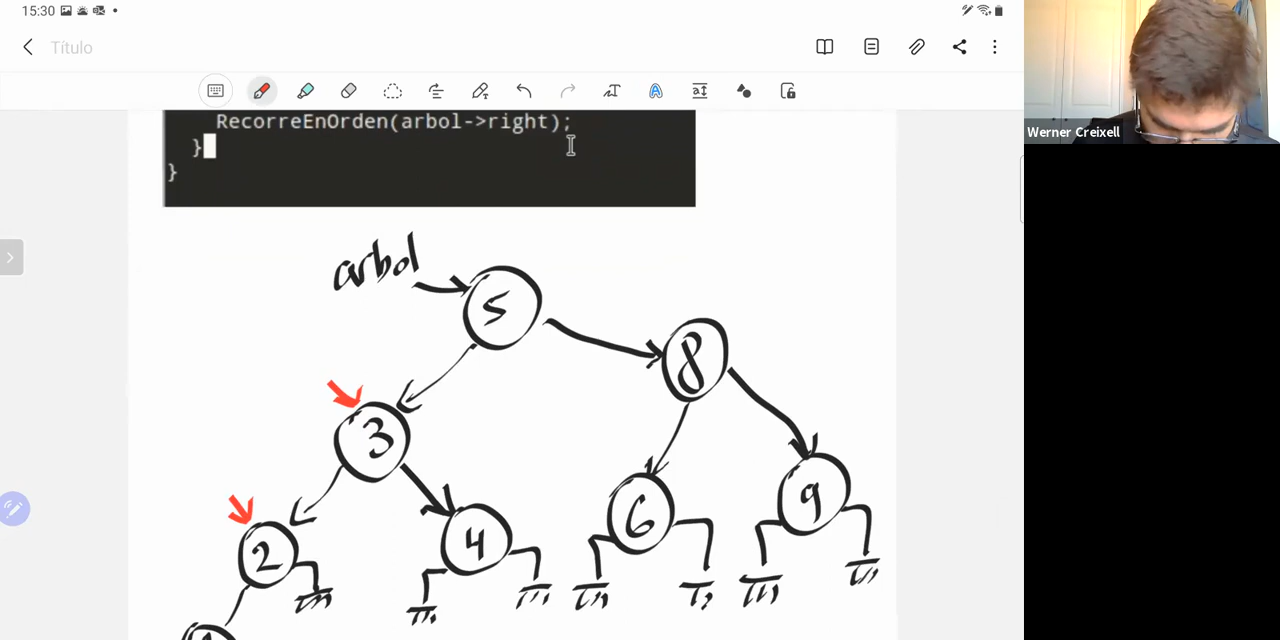 15:30
Título
RecorreEnOrden(arbol->right);
}
}
Werner Creixell
arbol
5
8
3
6
9
2
4